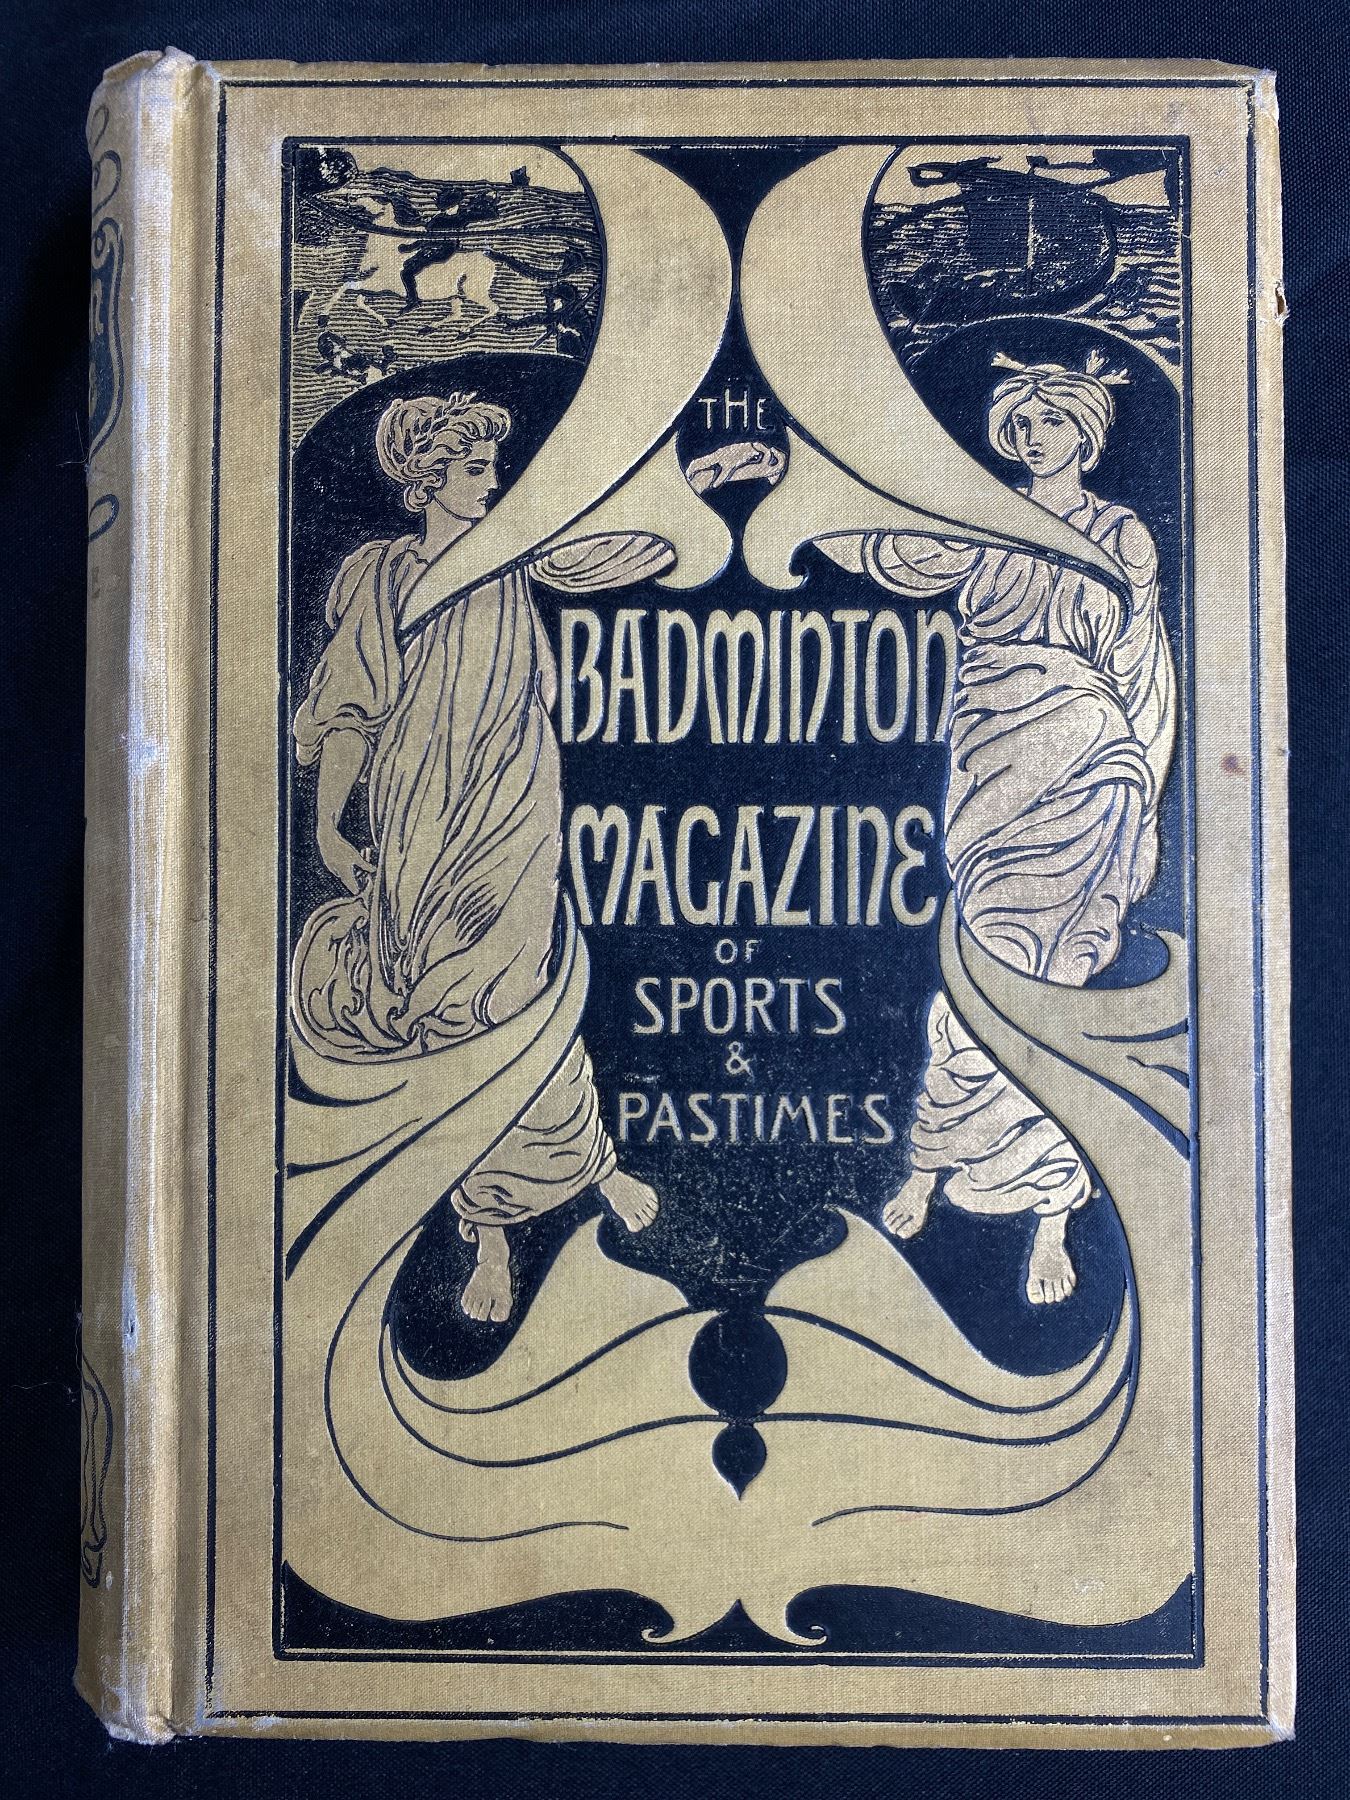 THE
BADMINTON
MAGAZINE
OF
SPORTS
&
PASTIMES